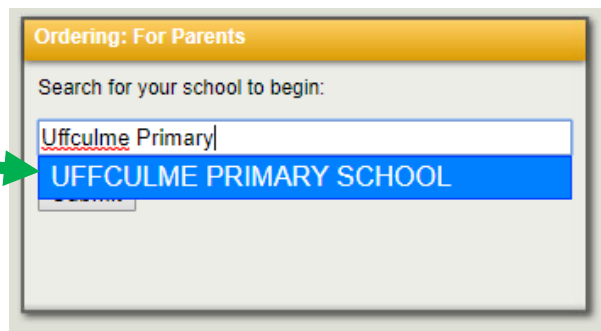 Ordering: For Parents
Search for your school to begin:
Uffculme Primary
UFFCULME PRIMARY SCHOOL